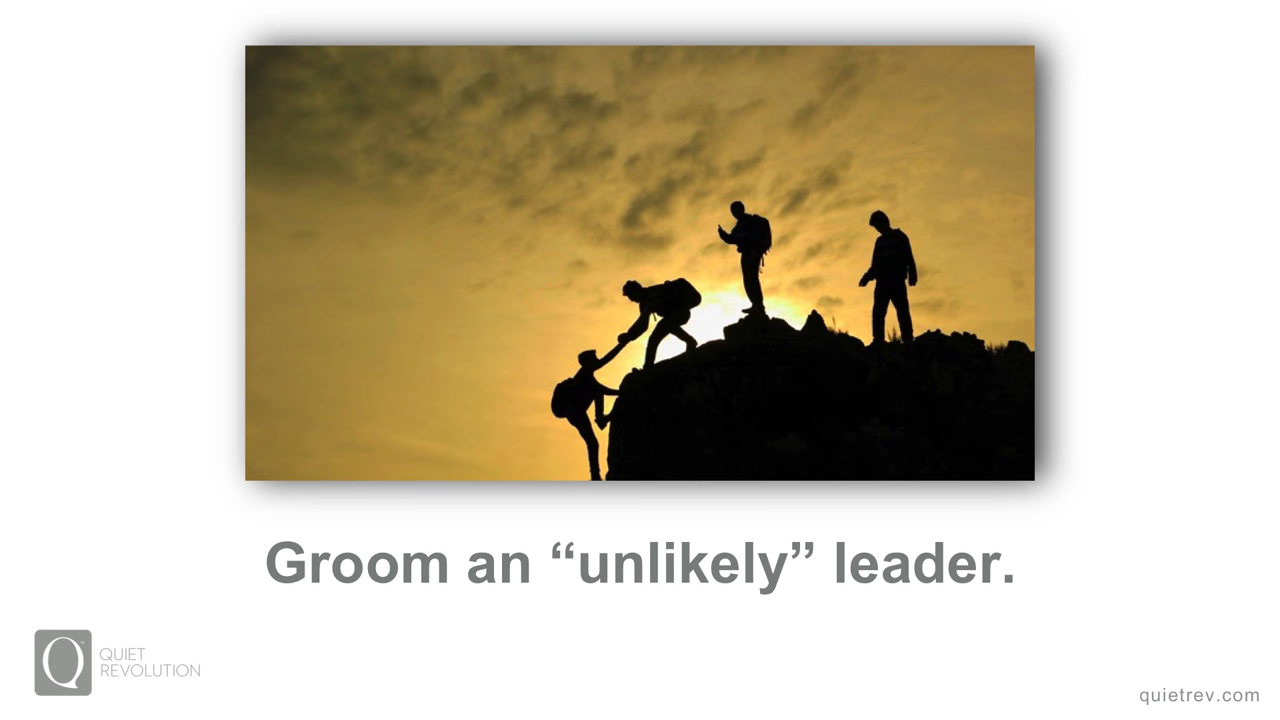 Groom an “unlikely” leader.
Q
QUIET
REVOLUTION
quietrev.com